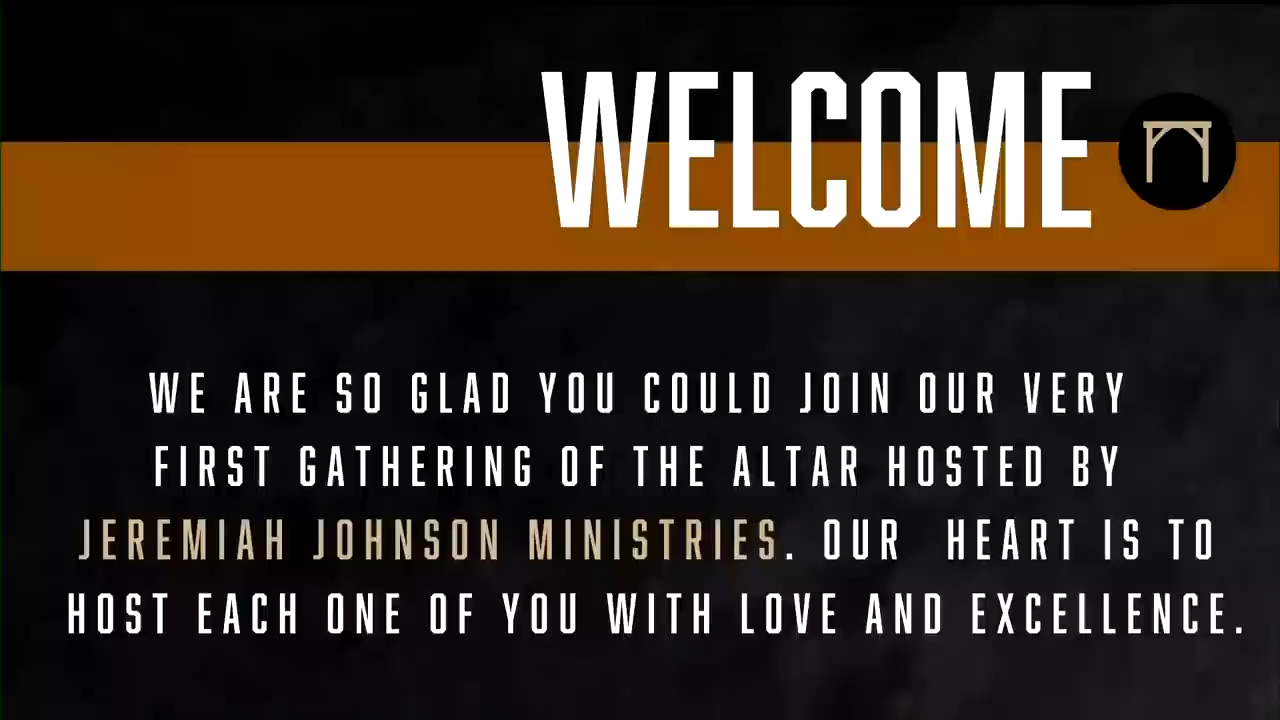 WELCOME
WE ARE SO GLAD YOU COULD JOIN OUR VERY
FIRST GATHERING OF THE ALTAR HOSTED BY
JEREMIAH JOHNSON MINISTRIES. OUR HEART IS TO
HOST EACH ONE OF YOU WITH LOVE AND EXCELLENCE.